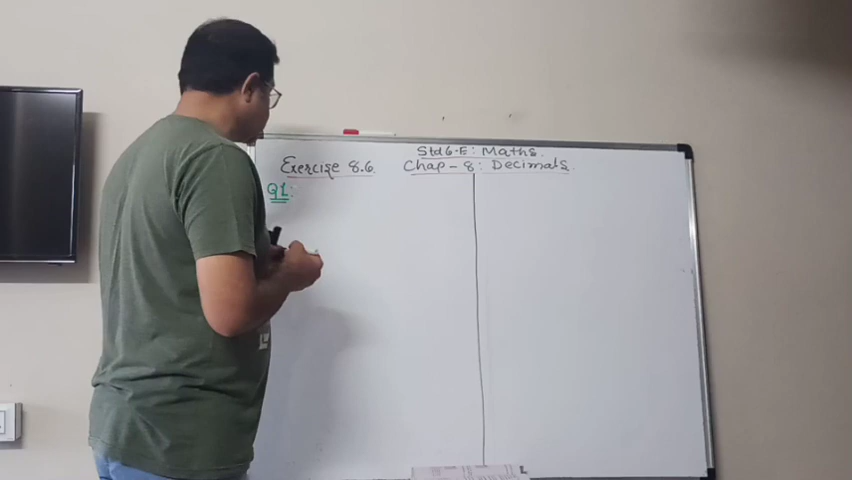 Std 6-E : Maths.
Exercise 8.6. Chap - 8 : Decimals.
Q1: